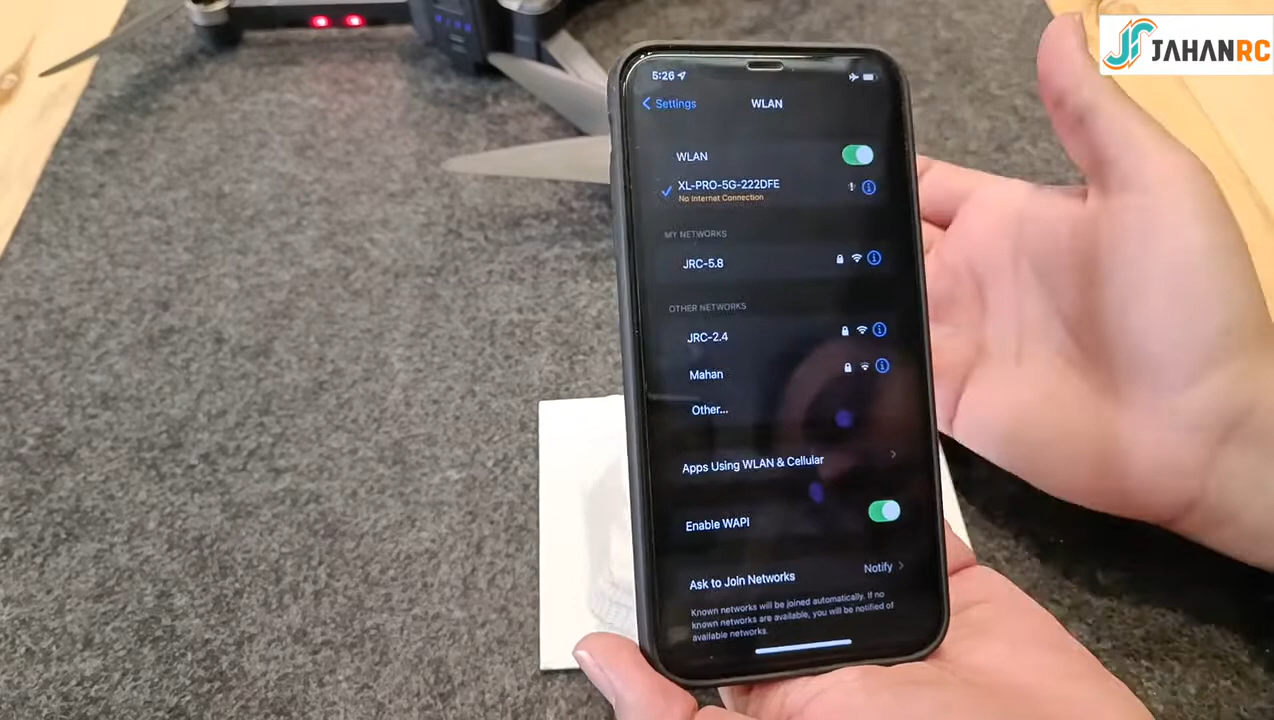 JAHANRC
5:26
Settings
WLAN
WLAN
XL-PRO-5G-222DFE
No Internet Connection
MY NETWORKS
JRC-5.8
OTHER NETWORKS
JRC-2.4
Mahan
Other...
Apps Using WLAN & Cellular
Enable WAPI
Ask to Join Networks Notify
Known networks will be joined automatically. If no
known networks are available, you will be notified of
available networks.